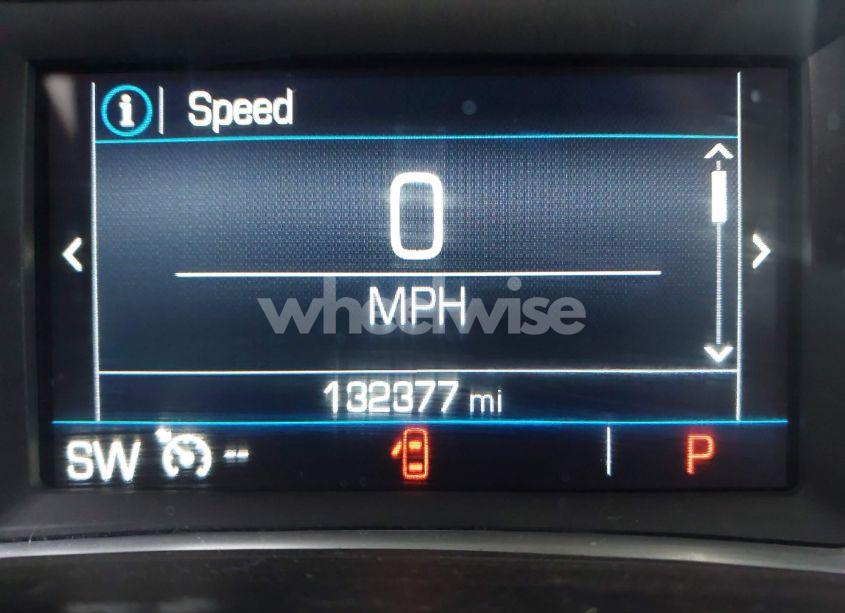 i Speed
0
MPH
wheelwise
132377 mi
SW -- P